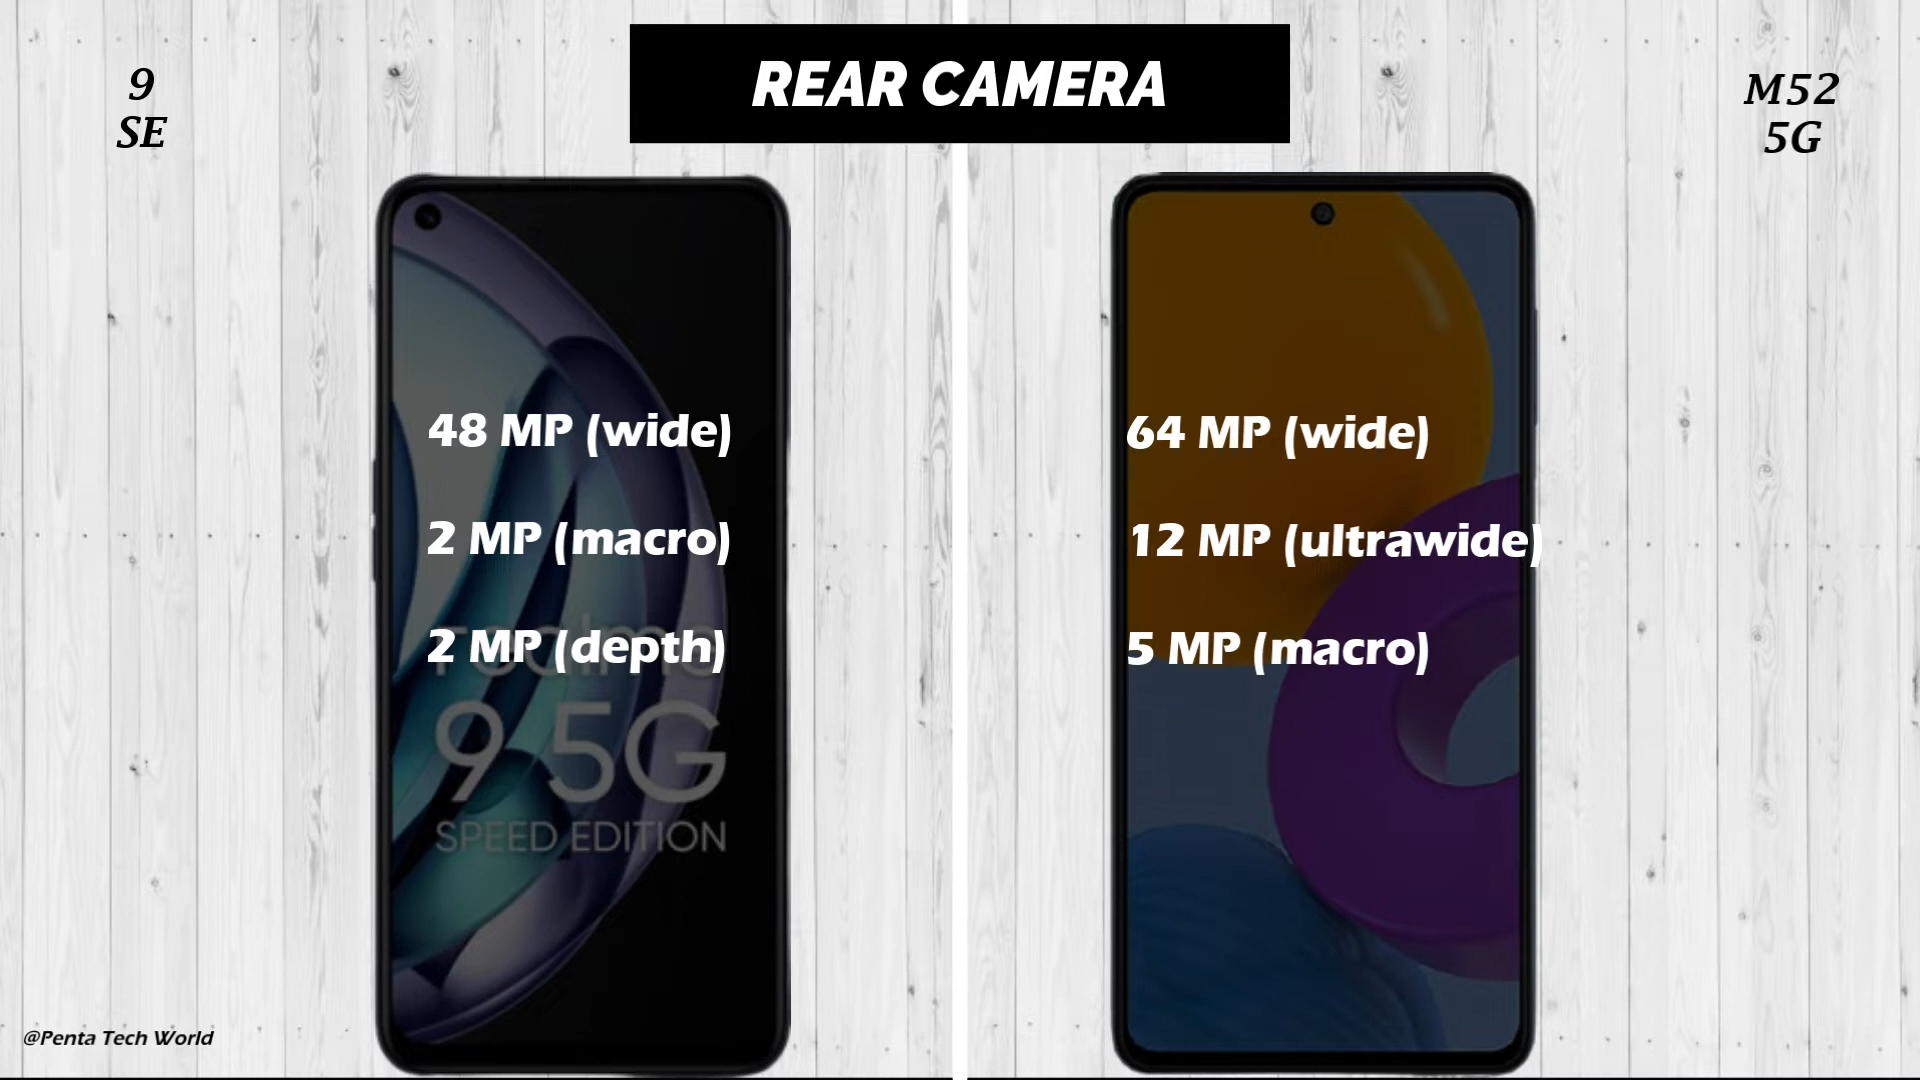 REAR CAMERA
9
SE
M52
5G
48 MP (wide)
2 MP (macro)
2 MP (depth)
realme
9 5G
SPEED EDITION
64 MP (wide)
12 MP (ultrawide)
5 MP (macro)
@Penta Tech World